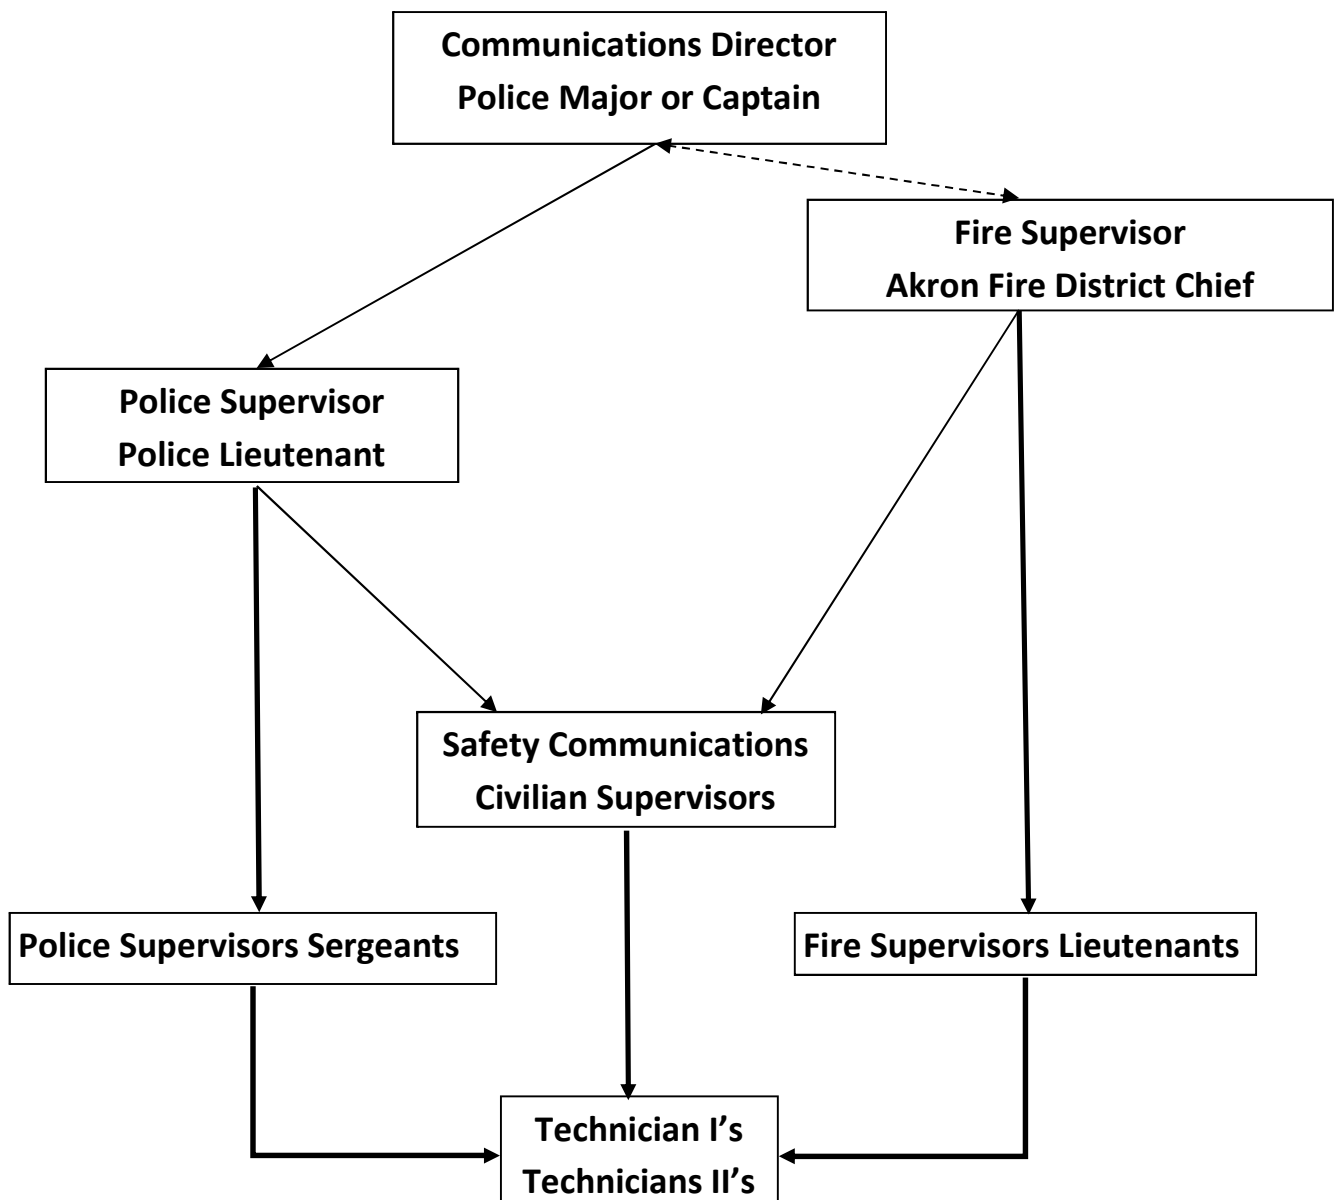 Communications Director
Police Major or Captain
Fire Supervisor
Akron Fire District Chief
Police Supervisor
Police Lieutenant
Safety Communications
Civilian Supervisors
Police Supervisors Sergeants
Fire Supervisors Lieutenants
Technician I’s
Technicians II’s